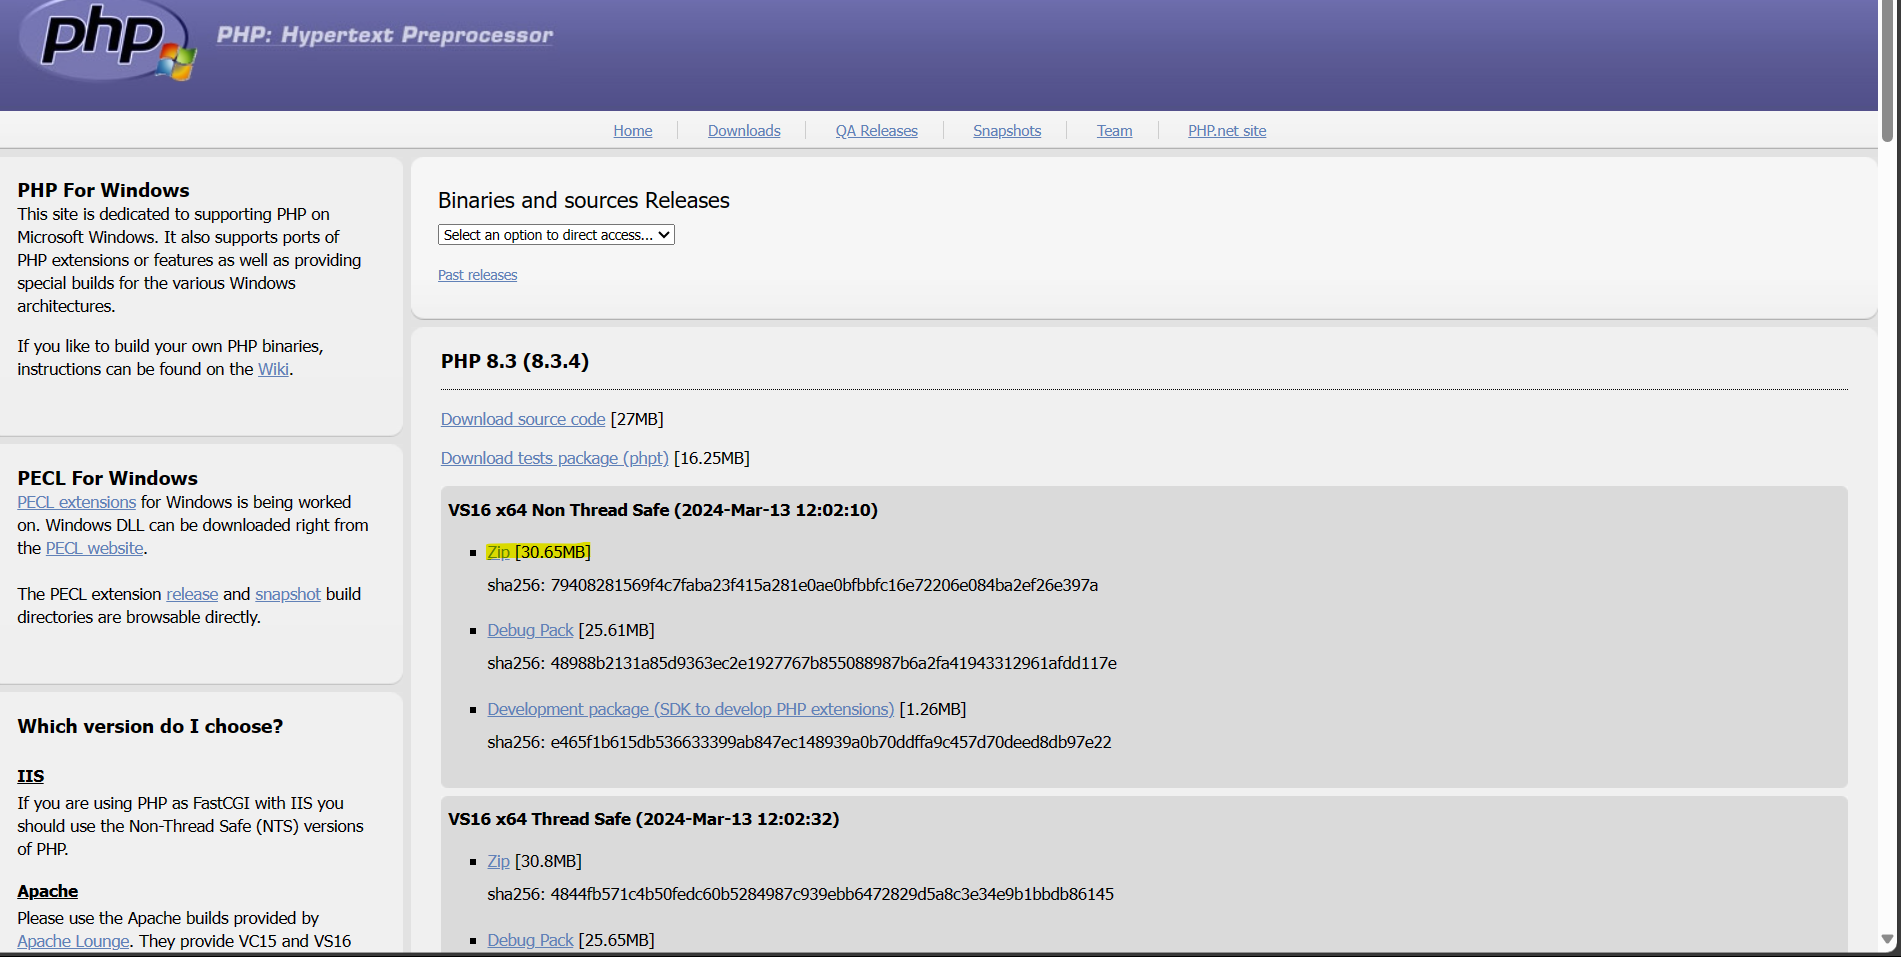 php
PHP: Hypertext Preprocessor
Home
Downloads
QA Releases
Snapshots
Team
PHP.net site
PHP For Windows
This site is dedicated to supporting PHP on
Microsoft Windows. It also supports ports of
PHP extensions or features as well as providing
special builds for the various Windows
architectures.
If you like to build your own PHP binaries,
instructions can be found on the Wiki.
PECL For Windows
PECL extensions for Windows is being worked
on. Windows DLL can be downloaded right from
the PECL website.
The PECL extension release and snapshot build
directories are browsable directly.
Which version do I choose?
IIS
If you are using PHP as FastCGI with IIS you
should use the Non-Thread Safe (NTS) versions
of PHP.
Apache
Please use the Apache builds provided by
Apache Lounge. They provide VC15 and VS16
Binaries and sources Releases
Select an option to direct access...
Past releases
PHP 8.3 (8.3.4)
Download source code [27MB]
Download tests package (phpt) [16.25MB]
VS16 x64 Non Thread Safe (2024-Mar-13 12:02:10)
Zip [30.65MB]
sha256: 79408281569f4c7faba23f415a281e0ae0bfbbfc16e72206e084ba2ef26e397a
Debug Pack [25.61MB]
sha256: 48988b2131a85d9363ec2e1927767b855088987b6a2fa41943312961afdd117e
Development package (SDK to develop PHP extensions) [1.26MB]
sha256: e465f1b615db536633399ab847ec148939a0b70ddffa9c457d70deed8db97e22
VS16 x64 Thread Safe (2024-Mar-13 12:02:32)
Zip [30.8MB]
sha256: 4844fb571c4b50fedc60b5284987c939ebb6472829d5a8c3e34e9b1bbdb86145
Debug Pack [25.65MB]